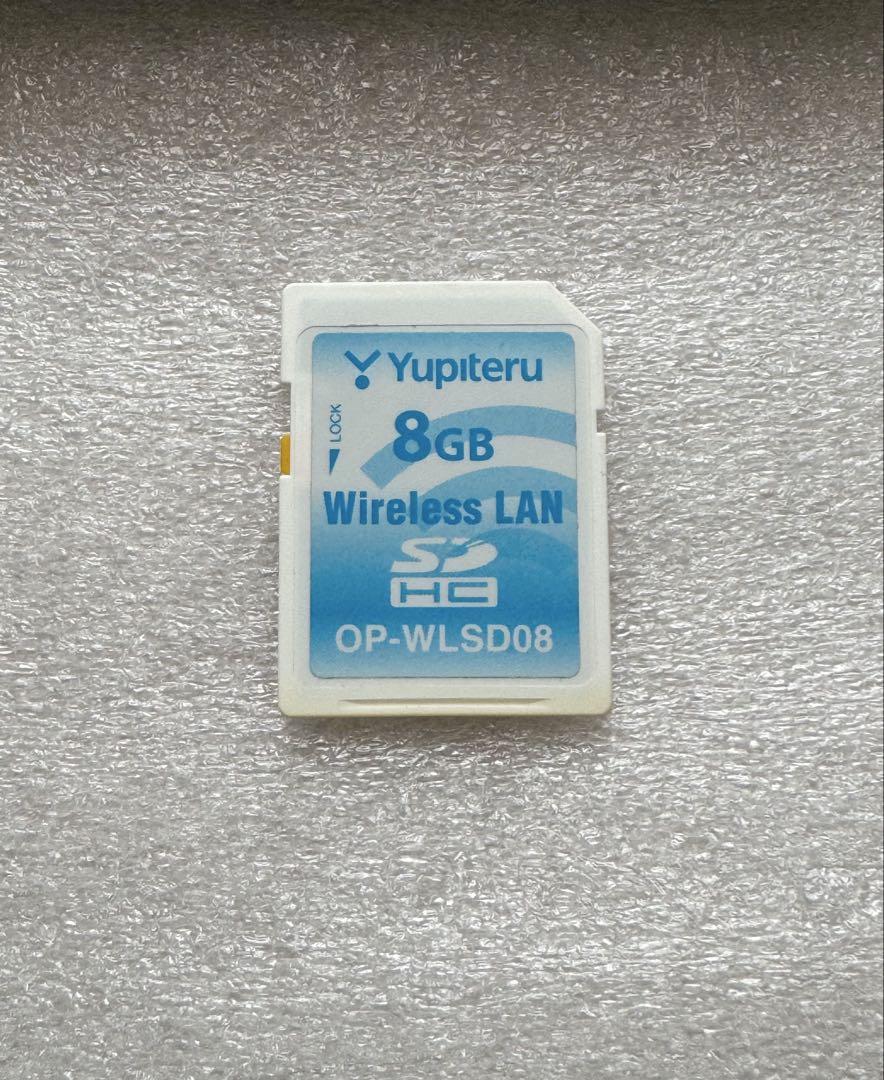 Yupiteru
LOCK
8GB
Wireless LAN
SD
HC
OP-WLSD08